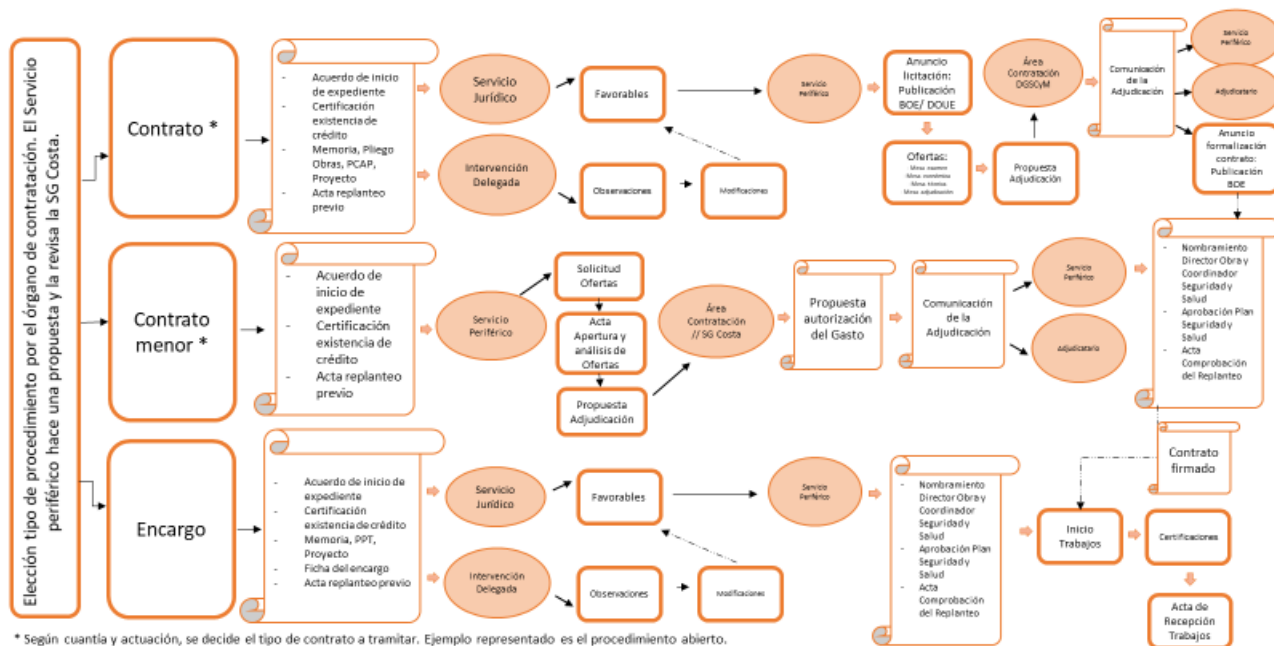 Elección tipo de procedimiento por el órgano de contratación. El Servicio
periférico hace una propuesta y la revisa la SG Costa.
Contrato *
- Acuerdo de inicio
de expediente
- Certificación
existencia de
crédito
- Memoria, Pliego
Obras, PCAP,
Proyecto
- Acta replanteo
previo
Servicio
Jurídico
Intervención
Delegada
Favorables
Observaciones
Modificaciones
Servicio
Periférico
Anuncio
licitación:
Publicación
BOE/ DOUE
Ofertas:
Mesa examen
Mesa económica
Mesa técnica
Mesa adjudicación
Propuesta
Adjudicación
Área
Contratación
DGSCyM
Comunicación
de la
Adjudicación
Servicio
Periférico
Adjudicatario
Anuncio
formalización
contrato:
Publicación
BOE
Contrato
menor *
- Acuerdo de
inicio de
expediente
- Certificación
existencia de
crédito
- Acta replanteo
previo
Servicio
Periférico
Solicitud
Ofertas
Acta
Apertura y
análisis de
Ofertas
Propuesta
Adjudicación
Área
Contratación
// SG Costa
Propuesta
autorización
del Gasto
Comunicación
de la
Adjudicación
Servicio
Periférico
Adjudicatario
- Nombramiento
Director Obra y
Coordinador
Seguridad y
Salud
- Aprobación Plan
Seguridad y
Salud
- Acta
Comprobación
del Replanteo
Contrato
firmado
Encargo
- Acuerdo de inicio de
expediente
- Certificación
existencia de crédito
- Memoria, PPT,
Proyecto
- Ficha del encargo
- Acta replanteo previo
Servicio
Jurídico
Intervención
Delegada
Favorables
Observaciones
Modificaciones
Servicio
Periférico
- Nombramiento
Director Obra y
Coordinador
Seguridad y
Salud
- Aprobación Plan
Seguridad y
Salud
- Acta
Comprobación
del Replanteo
Inicio
Trabajos
Certificaciones
Acta de
Recepción
Trabajos
* Según cuantía y actuación, se decide el tipo de contrato a tramitar. Ejemplo representado es el procedimiento abierto.